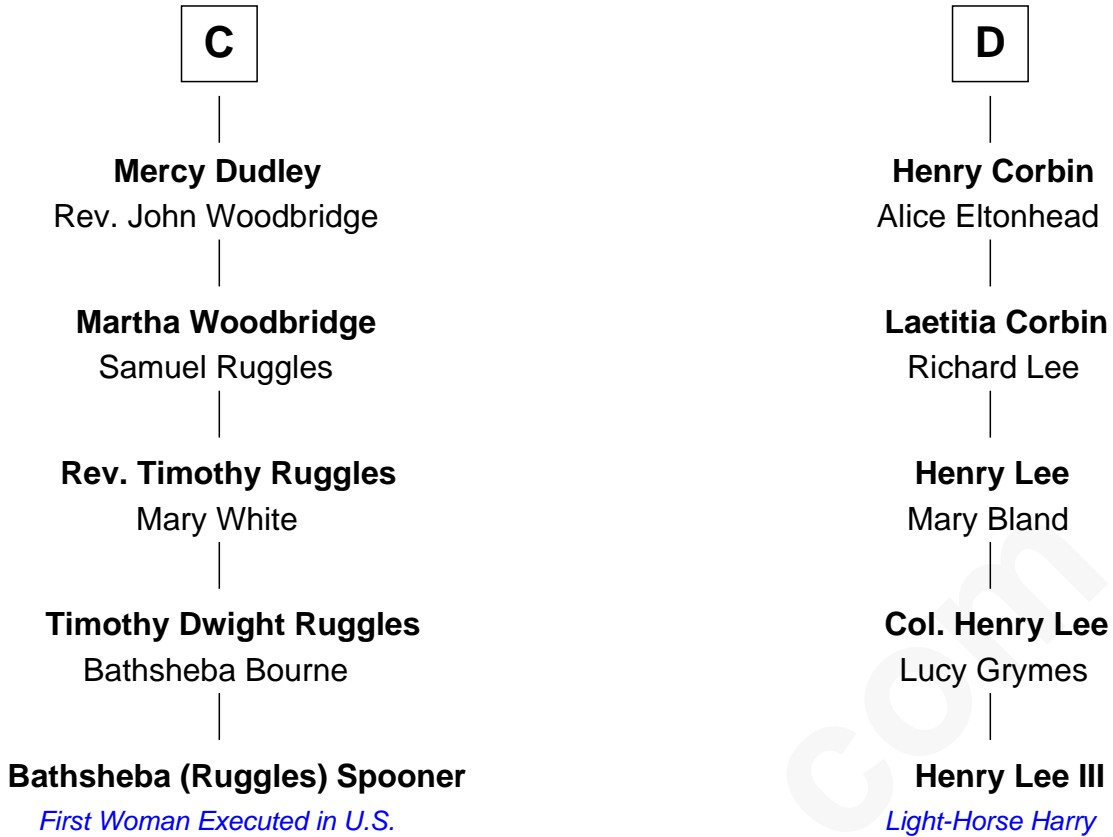 C
Mercy Dudley
Rev. John Woodbridge
Martha Woodbridge
Samuel Ruggles
Rev. Timothy Ruggles
Mary White
Timothy Dwight Ruggles
Bathsheba Bourne
Bathsheba (Ruggles) Spooner
First Woman Executed in U.S.
D
Henry Corbin
Alice Eltonhead
Laetitia Corbin
Richard Lee
Henry Lee
Mary Bland
Col. Henry Lee
Lucy Grymes
Henry Lee III
Light-Horse Harry
com